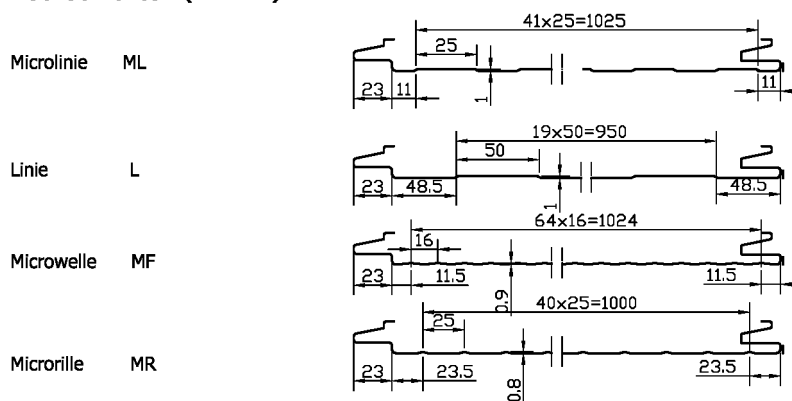 41x25=1025
25
Microlinie ML
23 11 1 11
19x50=950
50
Linie L
23 48.5 1 48.5
64x16=1024
16
Microwelle MF
23 11.5 0.9 11.5
40x25=1000
25
Microrille MR
23 23.5 0.8 23.5